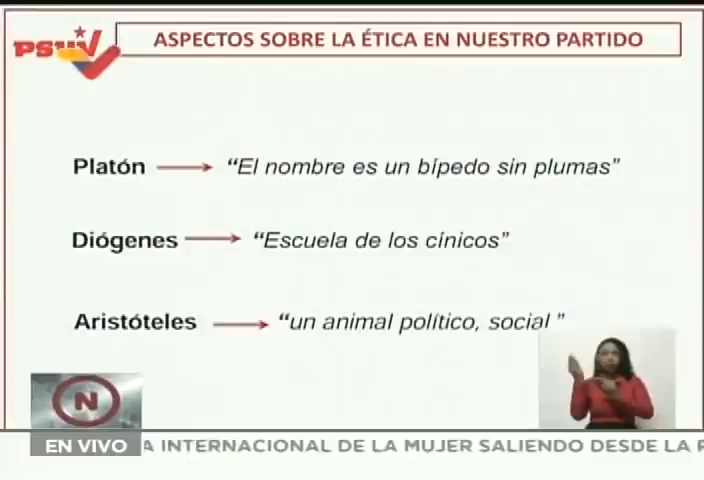 PSUV
ASPECTOS SOBRE LA ÉTICA EN NUESTRO PARTIDO
Platón “El nombre es un bípedo sin plumas”
Diógenes “Escuela de los cínicos”
Aristóteles “un animal político, social ”
N
EN VIVO A INTERNACIONAL DE LA MUJER SALIENDO DESDE LA